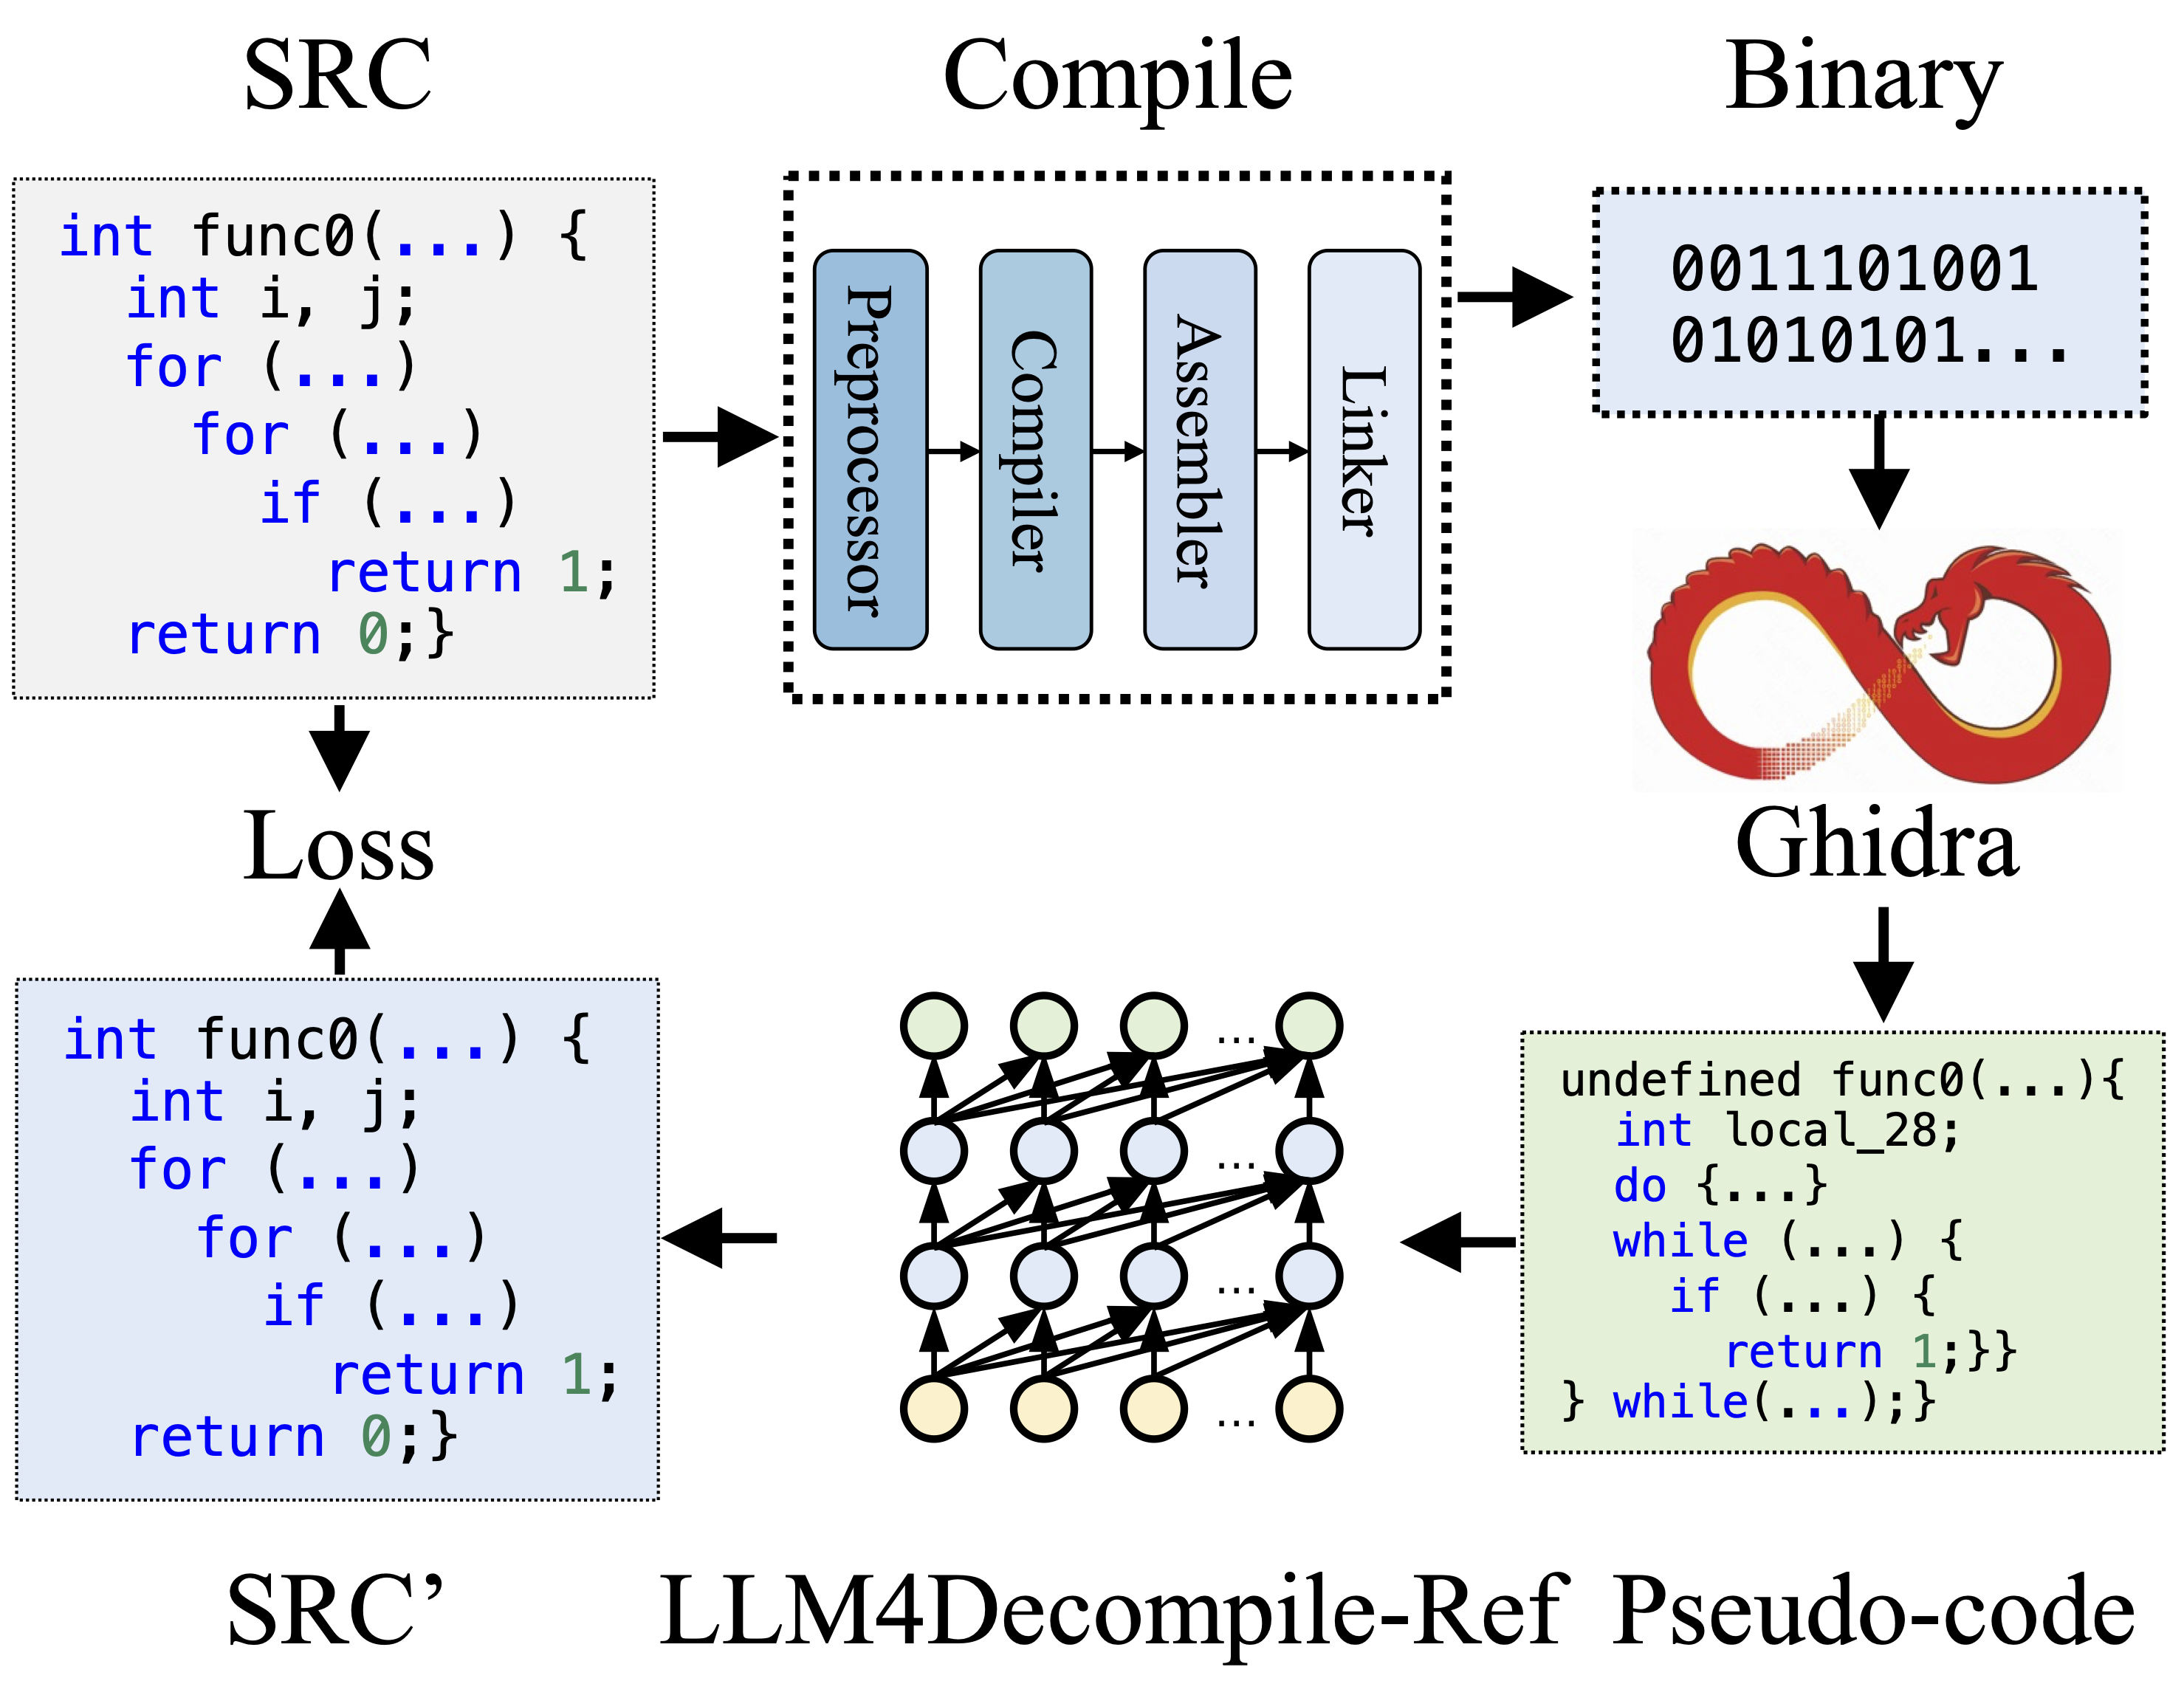 SRC
Compile
Binary
int func0(...) {
int i, j;
for (...)
for (...)
if (...)
return 1;
return 0;}
Preprocessor
Compiler
Assembler
Linker
0011101001
01010101...
Loss
Ghidra
int func0(...) {
int i, j;
for (...)
for (...)
if (...)
return 1;
return 0;}
...
...
...
...
undefined func0(...){
int local_28;
do {...}
while (...) {
if (...) {
return 1;}}
} while(...);}
SRC’
LLM4Decompile-Ref
Pseudo-code